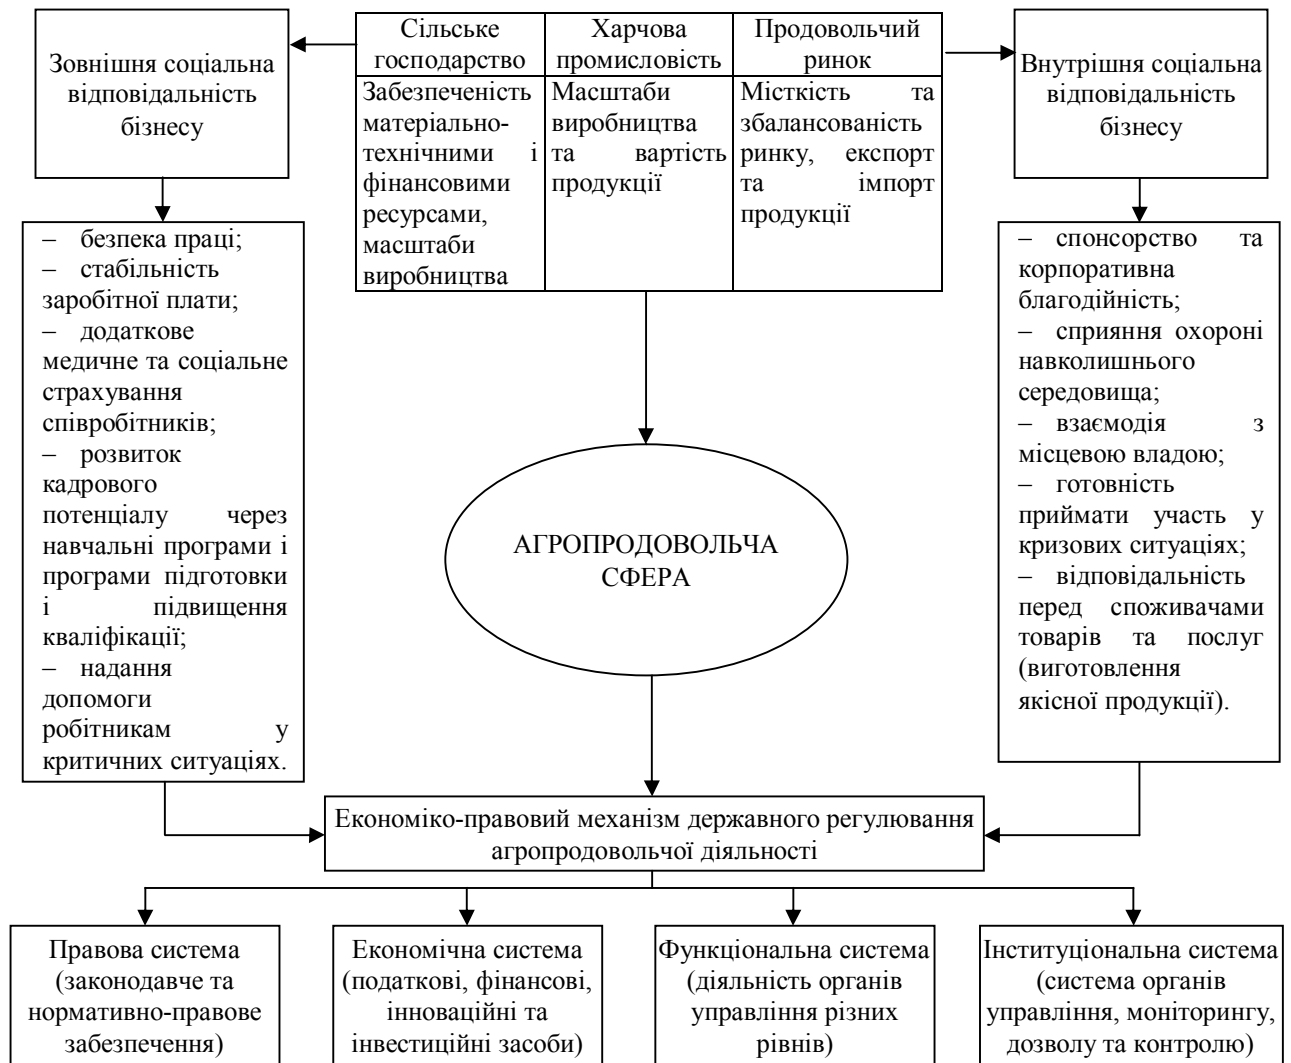 Зовнішня соціальна
відповідальність
бізнесу
Сільське
господарство
Харчова
промисловість
Продовольчий
ринок
Забезпеченість
матеріально-
технічними і
фінансовими
ресурсами,
масштаби
виробництва
Масштаби
виробництва
та вартість
продукції
Місткість та
збалансованість
ринку, експорт
та імпорт
продукції
Внутрішня соціальна
відповідальність
бізнесу
– безпека праці;
– стабільність
заробітної плати;
– додаткове
медичне та соціальне
страхування
співробітників;
– розвиток
кадрового
потенціалу через
навчальні програми і
програми підготовки
і підвищення
кваліфікації;
– надання
допомоги
робітникам у
критичних ситуаціях.
АГРОПРОДОВОЛЬЧА
СФЕРА
– спонсорство та
корпоративна
благодійність;
– сприяння охороні
навколишнього
середовища;
– взаємодія з
місцевою владою;
– готовність
приймати участь у
кризових ситуаціях;
– відповідальність
перед споживачами
товарів та послуг
(виготовлення
якісної продукції).
Економіко-правовий механізм державного регулювання
агропродовольчої діяльності
Правова система
(законодавче та
нормативно-правове
забезпечення)
Економічна система
(податкові, фінансові,
інноваційні та
інвестиційні засоби)
Функціональна система
(діяльність органів
управління різних
рівнів)
Інституціональна система
(система органів
управління, моніторингу,
дозволу та контролю)